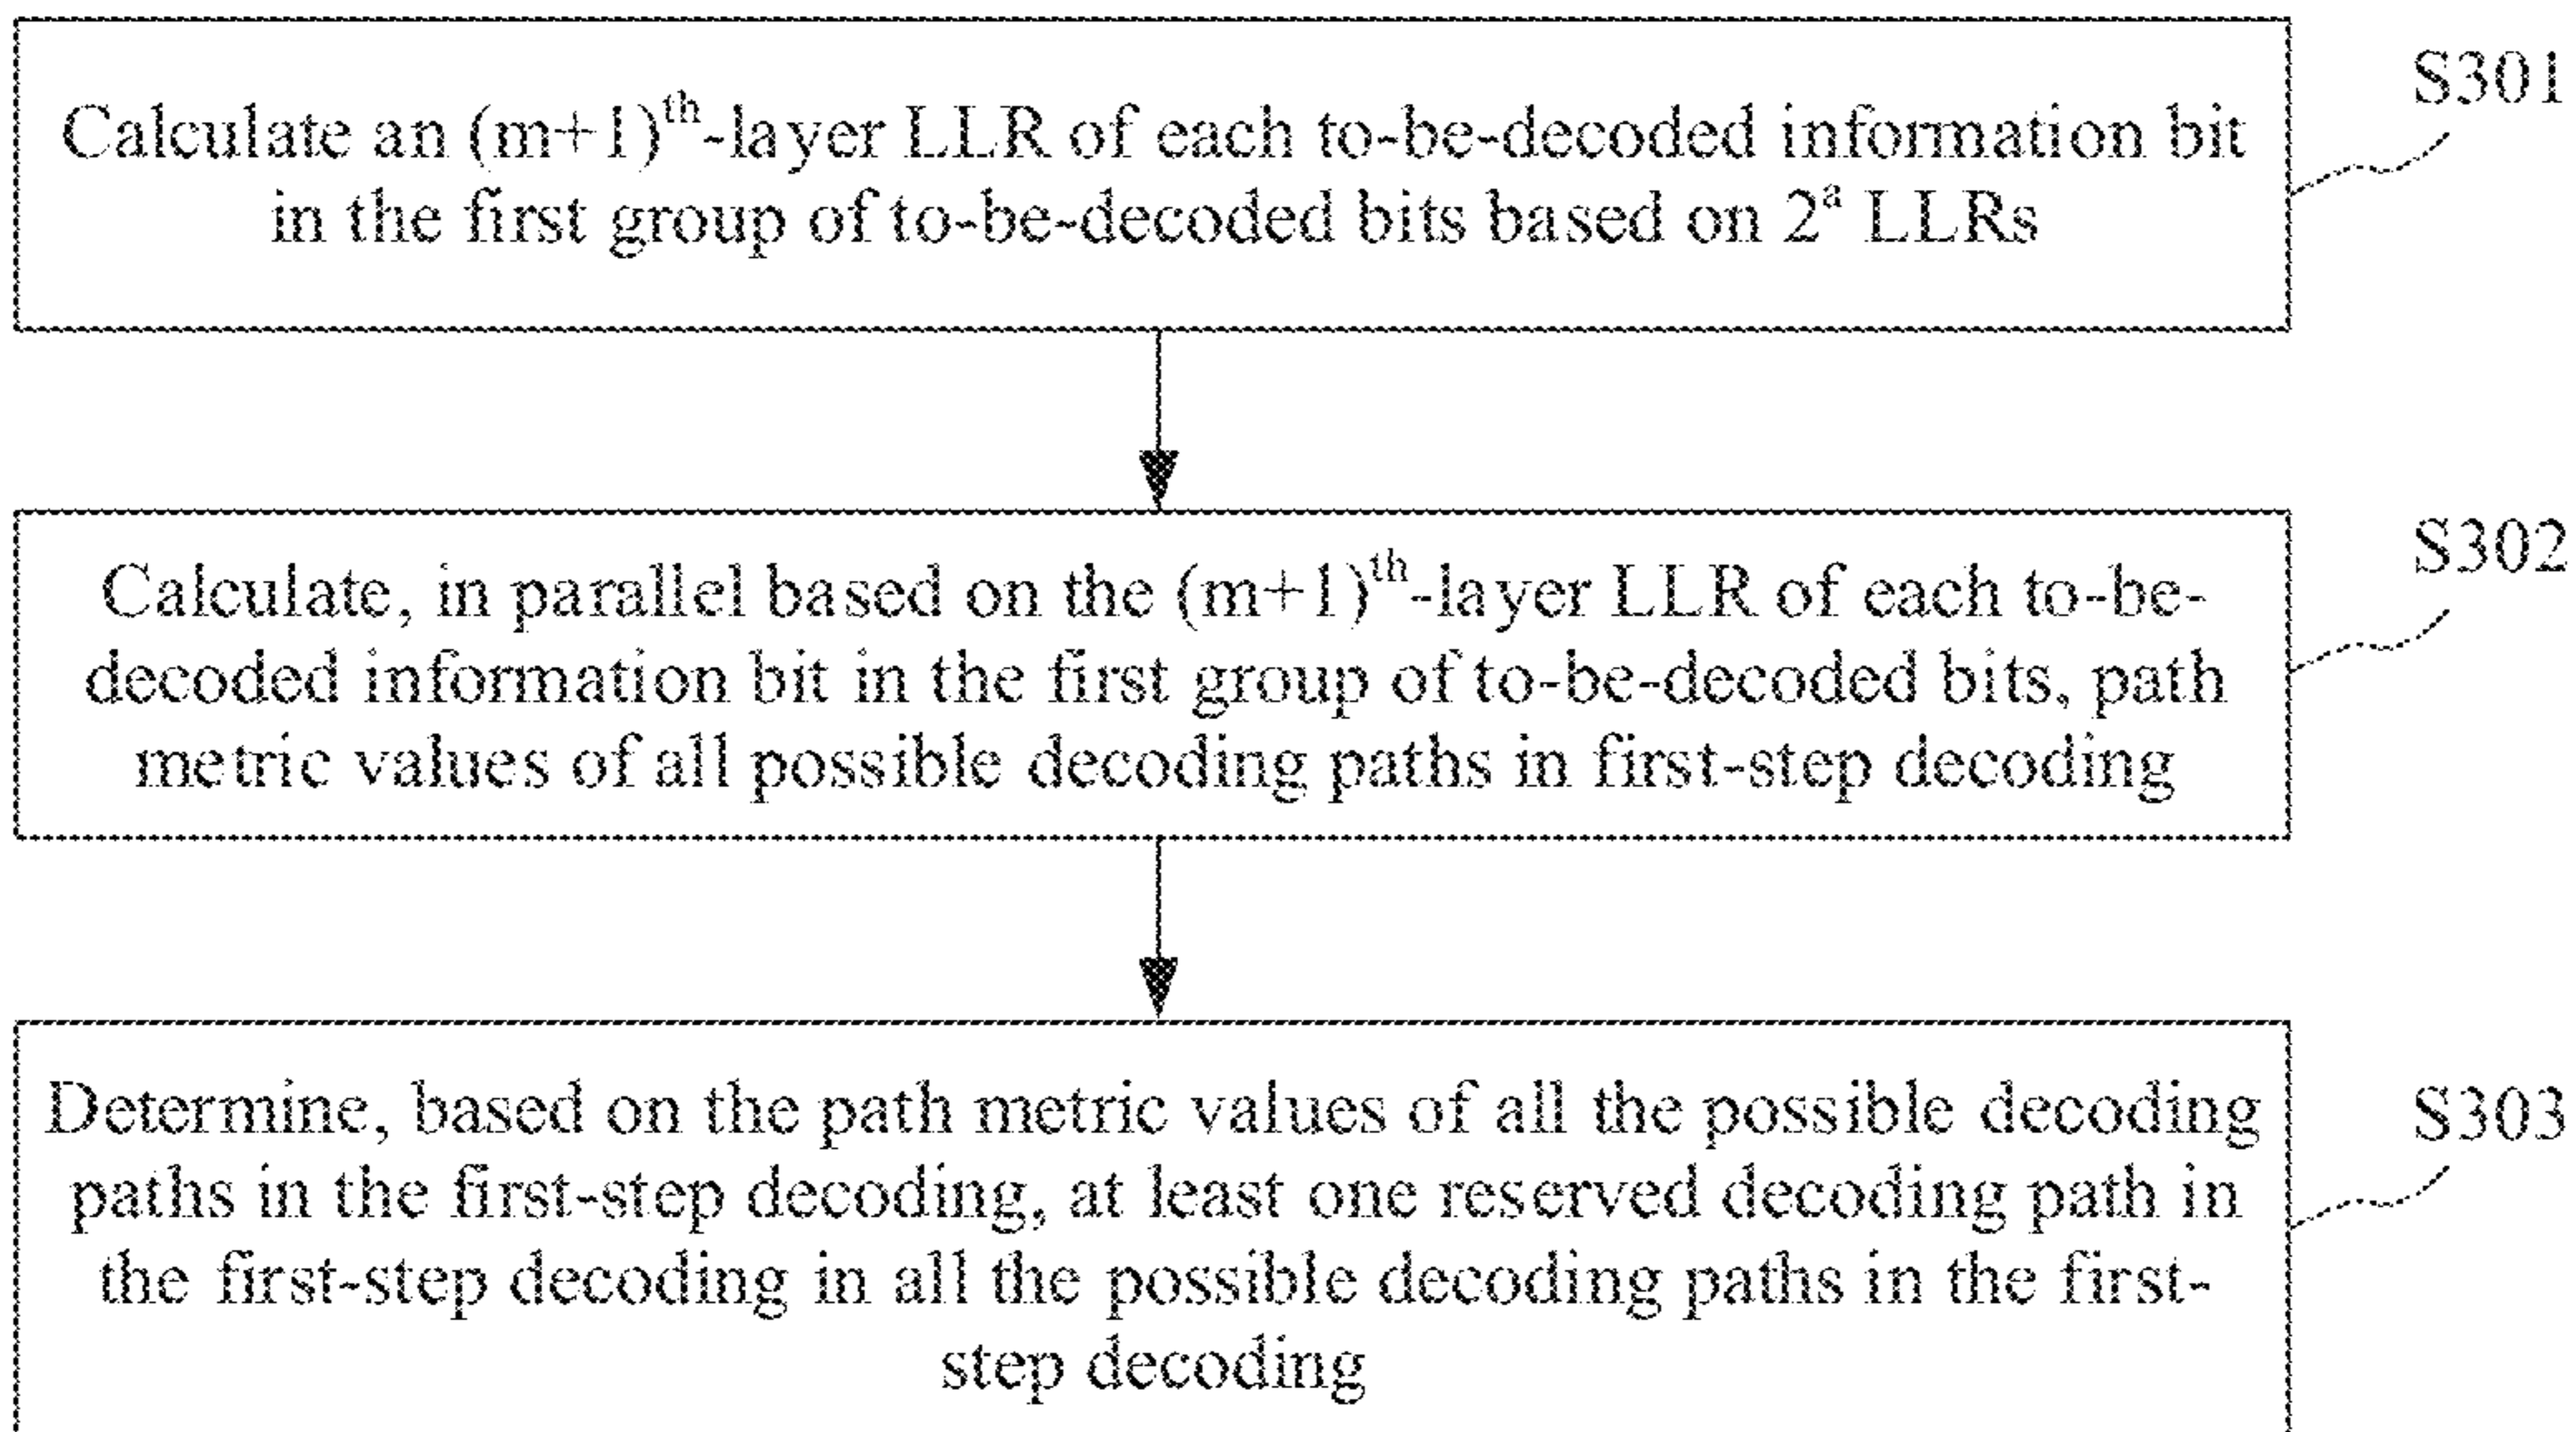 Calculate an (m+1)th-layer LLR of each to-be-decoded information bit
in the first group of to-be-decoded bits based on 2a LLRs
S301
Calculate, in parallel based on the (m+1)th-layer LLR of each to-be-
decoded information bit in the first group of to-be-decoded bits, path
metric values of all possible decoding paths in first-step decoding
S302
Determine, based on the path metric values of all the possible decoding
paths in the first-step decoding, at least one reserved decoding path in
the first-step decoding in all the possible decoding paths in the first-
step decoding
S303